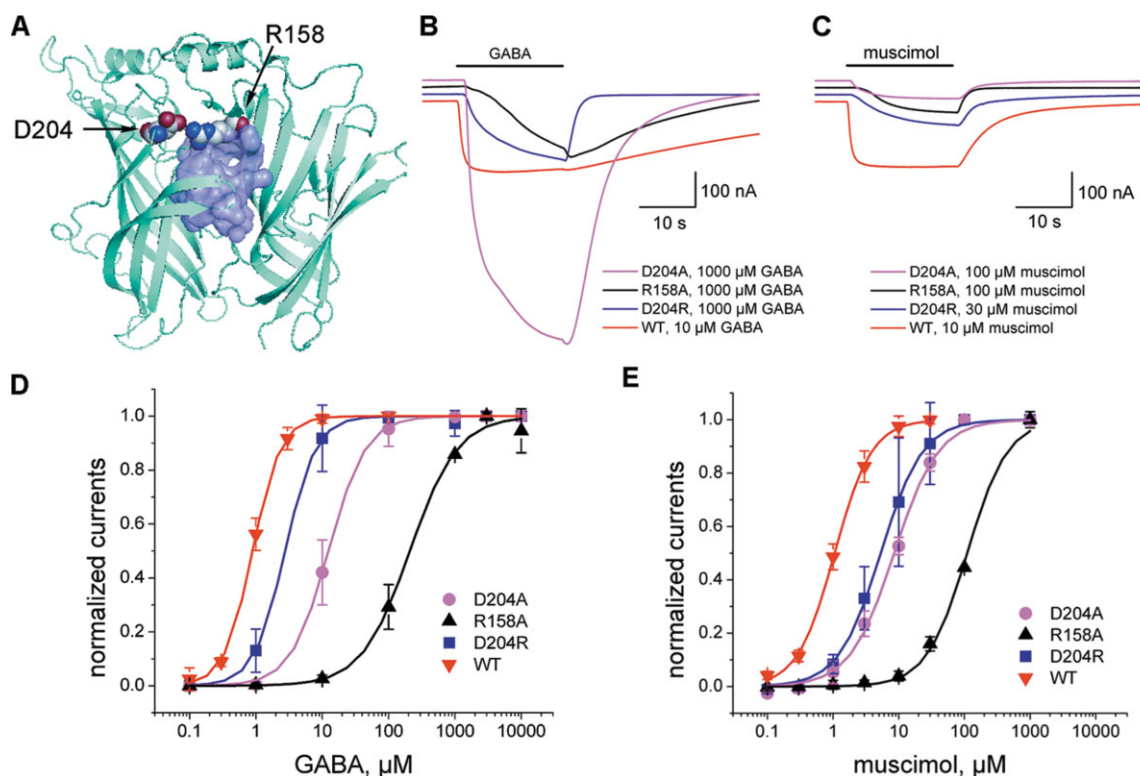 A
R158
D204
B
GABA
100 nA
10 s
D204A, 1000 µM GABA
R158A, 1000 µM GABA
D204R, 1000 µM GABA
WT, 10 µM GABA
C
muscimol
100 nA
10 s
D204A, 100 µM muscimol
R158A, 100 µM muscimol
D204R, 30 µM muscimol
WT, 10 µM muscimol
D
normalized currents
1.0
0.8
0.6
0.4
0.2
0.0
D204A
R158A
D204R
WT
0.1 1 10 100 1000 10000
GABA, µM
E
normalized currents
1.0
0.8
0.6
0.4
0.2
0.0
D204A
R158A
D204R
WT
0.1 1 10 100 1000 10000
muscimol, µM